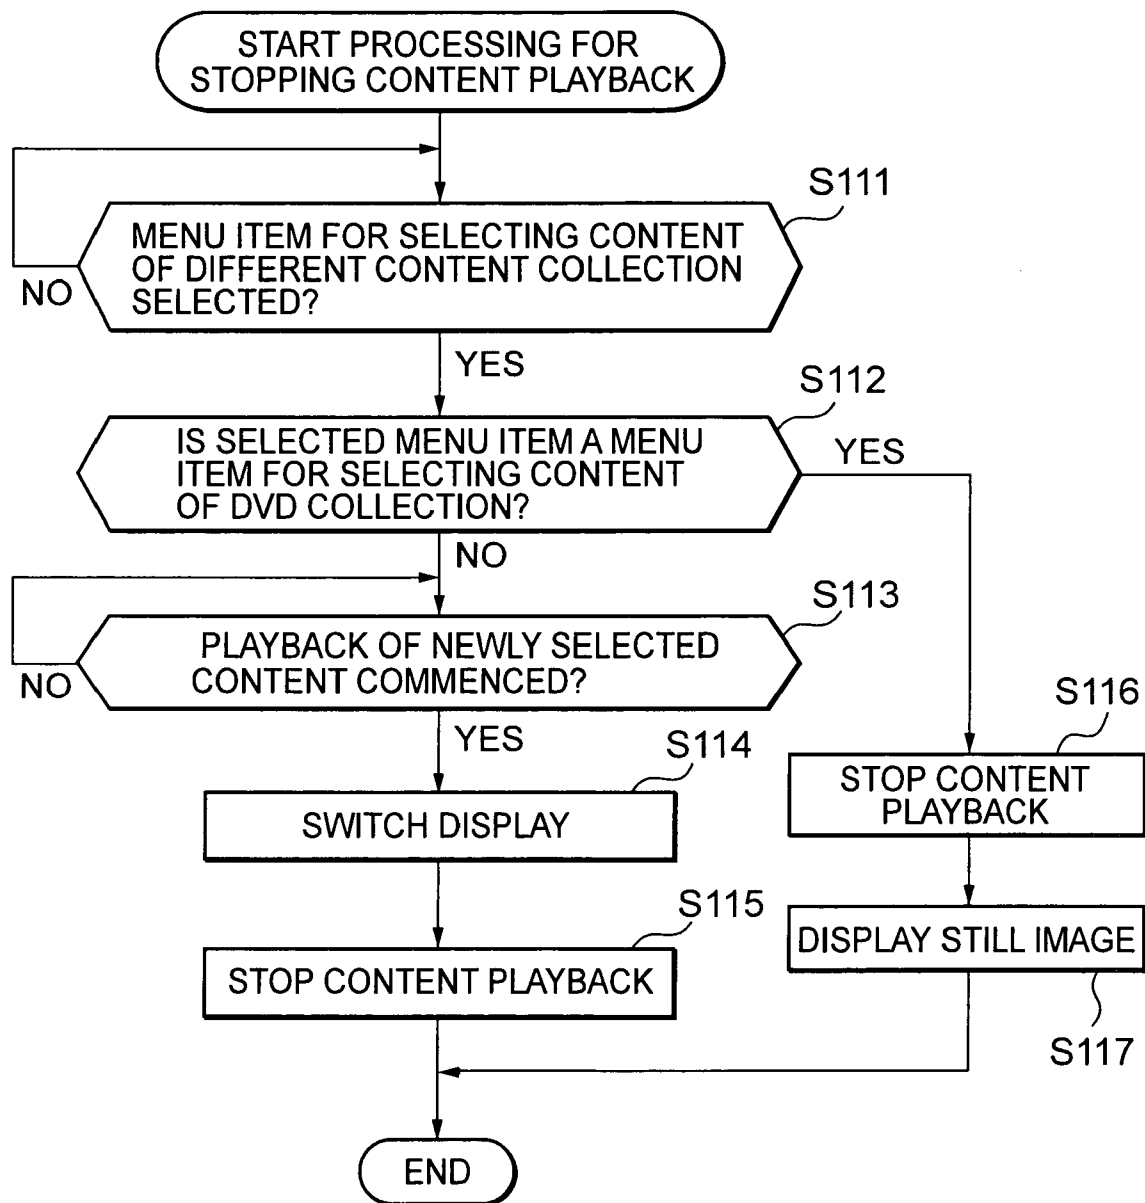 START PROCESSING FOR
STOPPING CONTENT PLAYBACK
S111
MENU ITEM FOR SELECTING CONTENT
OF DIFFERENT CONTENT COLLECTION
SELECTED?
NO
YES
S112
IS SELECTED MENU ITEM A MENU
ITEM FOR SELECTING CONTENT
OF DVD COLLECTION?
YES
NO
S113
PLAYBACK OF NEWLY SELECTED
CONTENT COMMENCED?
NO
YES
S114
SWITCH DISPLAY
S115
STOP CONTENT PLAYBACK
S116
STOP CONTENT
PLAYBACK
DISPLAY STILL IMAGE
S117
END